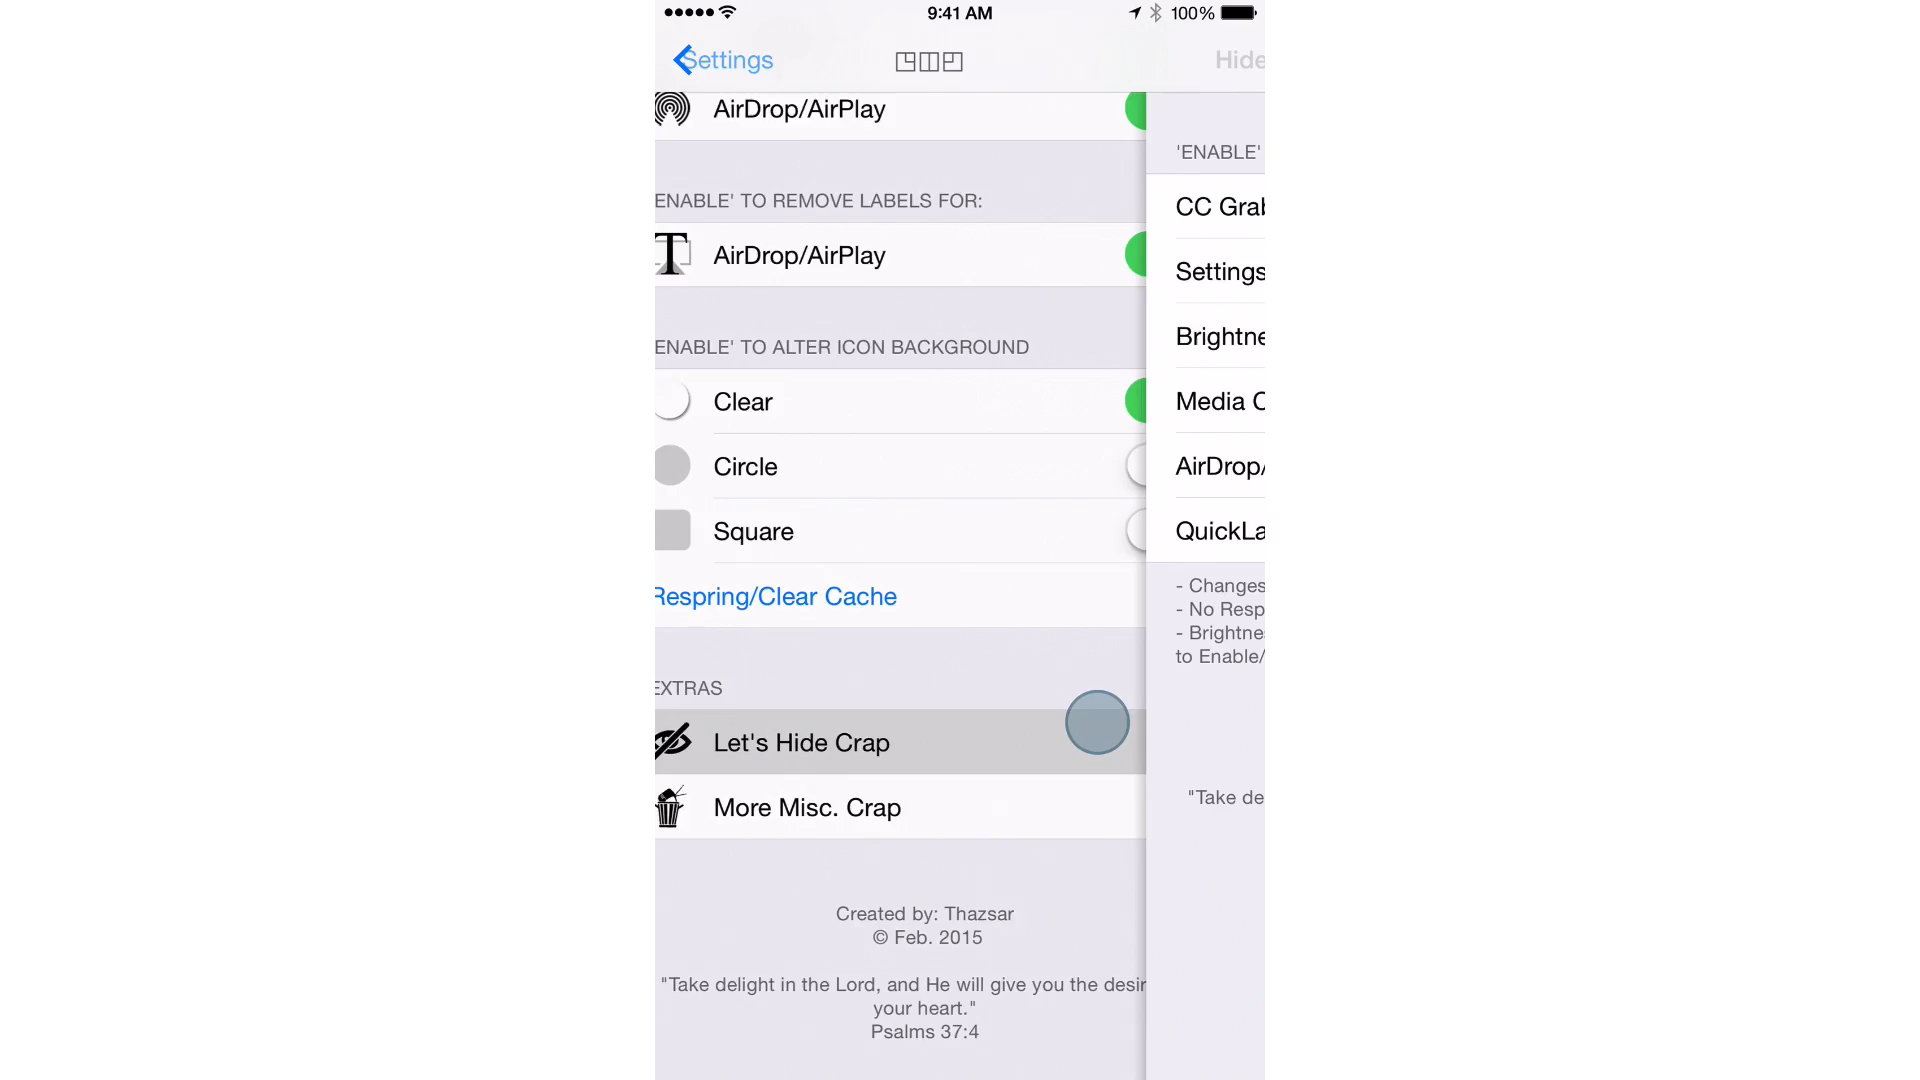 9:41 AM
100%
Settings
Hide
AirDrop/AirPlay
ENABLE' TO REMOVE LABELS FOR:
AirDrop/AirPlay
ENABLE' TO ALTER ICON BACKGROUND
Clear
Circle
Square
Respring/Clear Cache
EXTRAS
Let's Hide Crap
More Misc. Crap
Created by: Thazsar
© Feb. 2015
"Take delight in the Lord, and He will give you the desir
your heart."
Psalms 37:4
'ENABLE'
CC Grab
Settings
Brightne
Media C
AirDrop/
QuickLa
- Changes
- No Resp
- Brightnes
to Enable/
"Take de